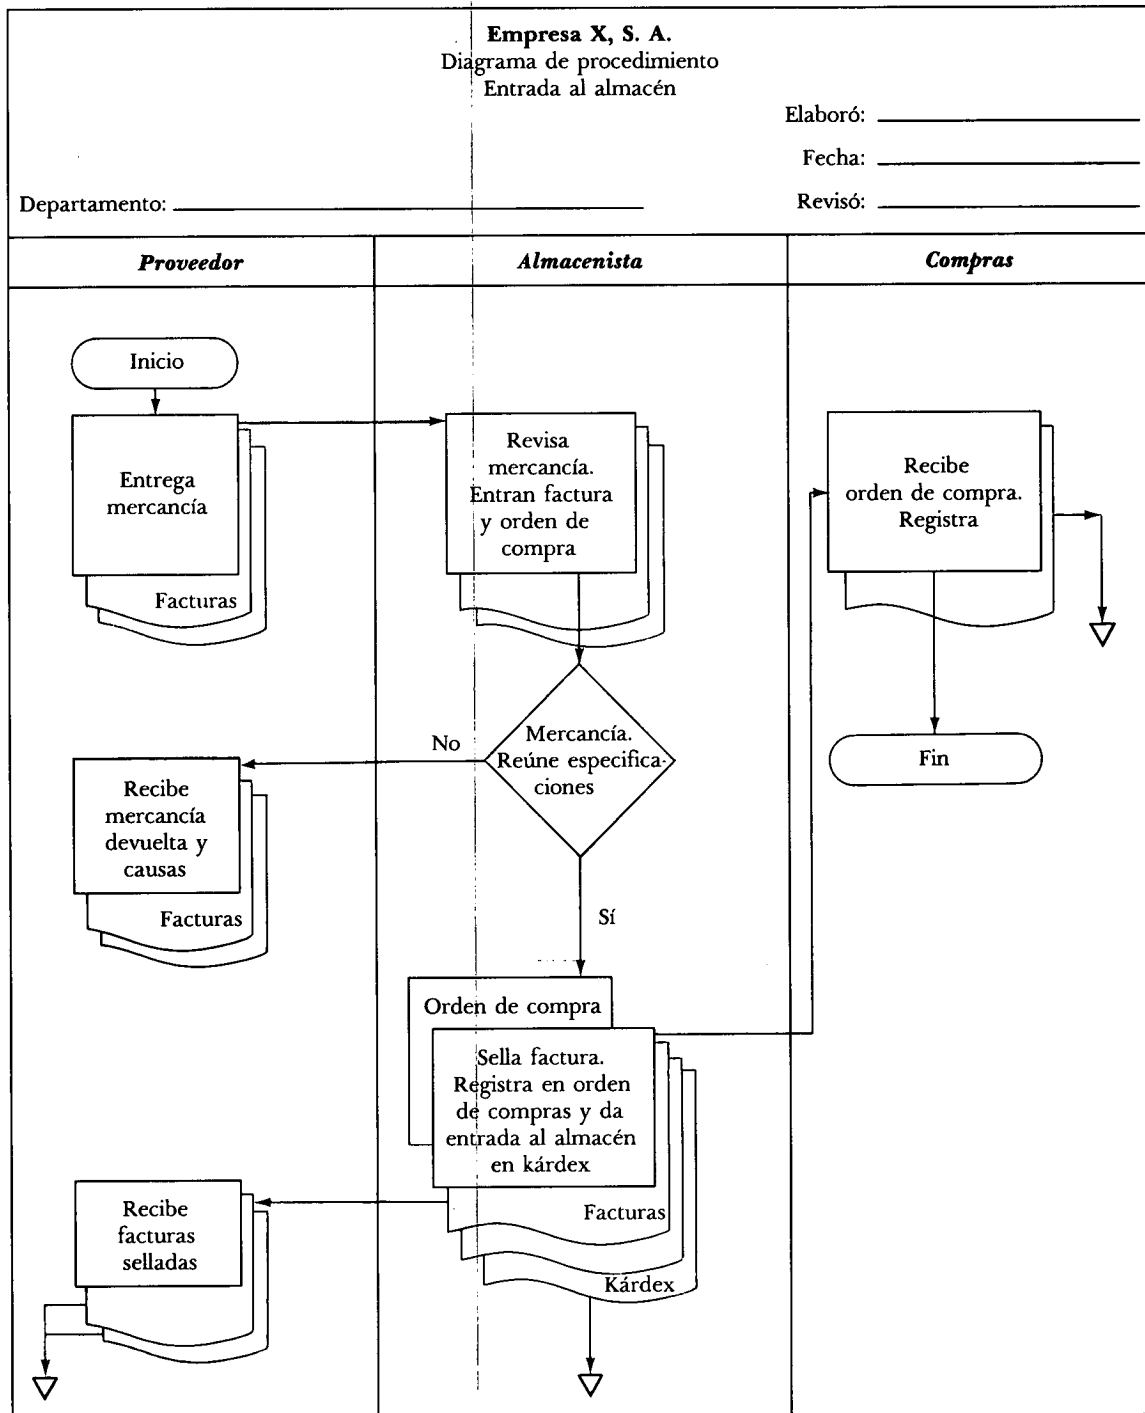 Empresa X, S. A.
Diagrama de procedimiento
Entrada al almacén
Elaboró:
Fecha:
Departamento:
Revisó:
Proveedor
Almacenista
Compras
Inicio
Entrega
mercancía
Facturas
Revisa
mercancía.
Entran factura
y orden de
compra
Recibe
orden de compra.
Registra
Mercancía.
Reúne especifica-
ciones
No
Fin
Recibe
mercancía
devuelta y
causas
Facturas
Sí
Orden de compra
Sella factura.
Registra en orden
de compras y da
entrada al almacén
en kárdex
Facturas
Kárdex
Recibe
facturas
selladas